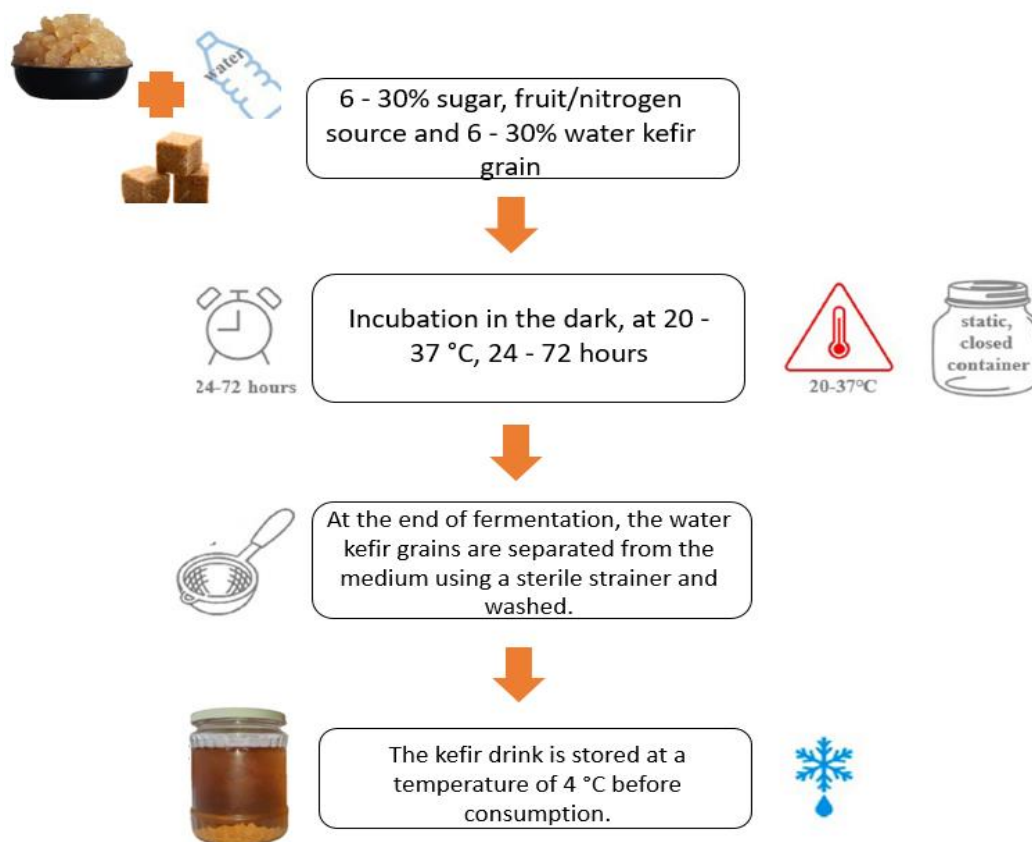 water
6 - 30% sugar, fruit/nitrogen
source and 6 - 30% water kefir
grain
Incubation in the dark, at 20 -
37 °C, 24 - 72 hours
24-72 hours
20-37°C
static,
closed
container
At the end of fermentation, the water
kefir grains are separated from the
medium using a sterile strainer and
washed.
The kefir drink is stored at a
temperature of 4 °C before
consumption.